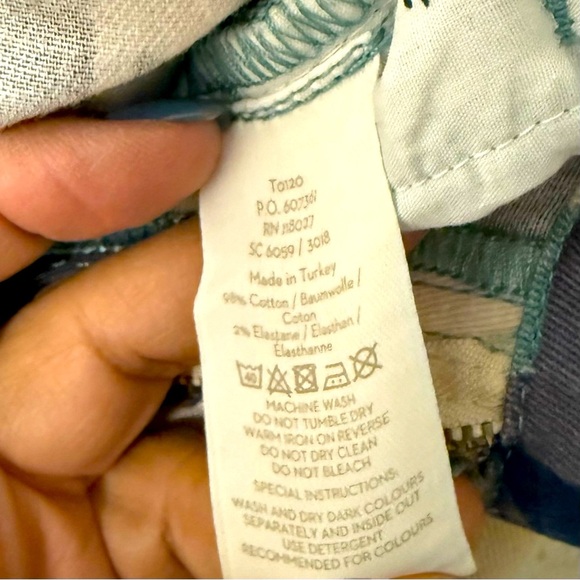 T0120
P.O. 607361
RN 118027
SC 6099 / 3018
Made in Turkey
98% Cotton / Baumwolle /
Coton
2% Elastane / Elasthan /
Elasthanne
40
MACHINE WASH
DO NOT TUMBLE DRY
WARM IRON ON REVERSE
DO NOT DRY CLEAN
DO NOT BLEACH
SPECIAL INSTRUCTIONS:
WASH AND DRY DARK COLOURS
SEPARATELY AND INSIDE OUT
USE DETERGENT
RECOMMENDED FOR COLOURS